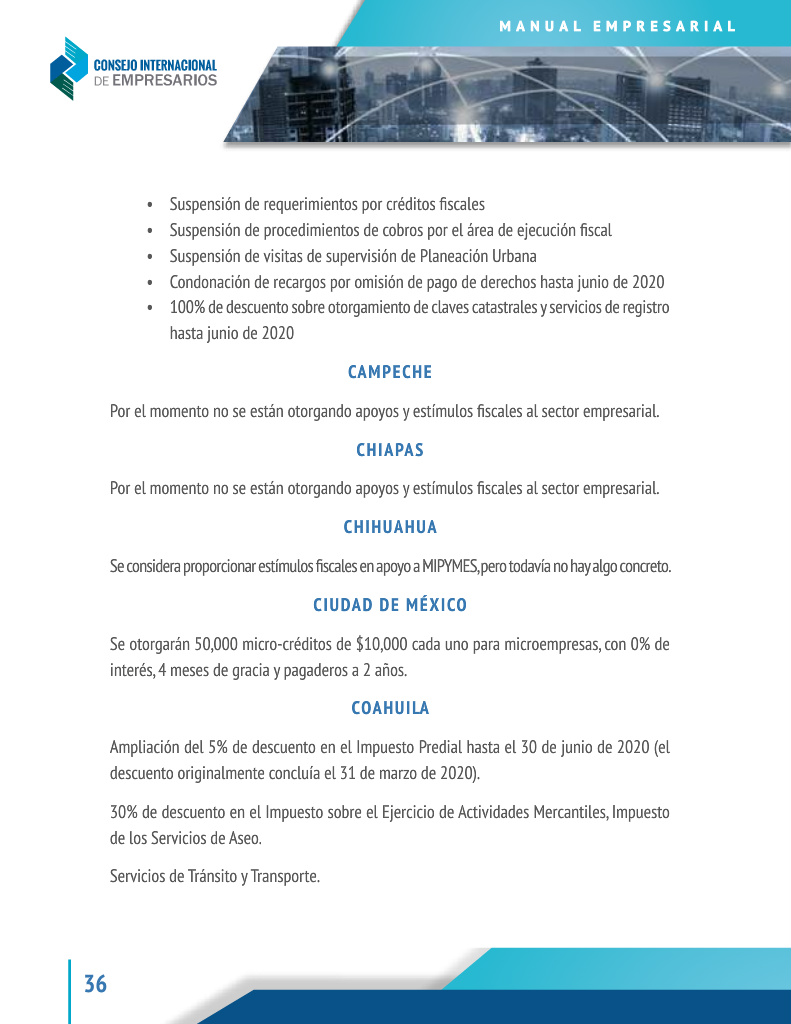 MANUAL EMPRESARIAL
CONSEJO INTERNACIONAL
DE EMPRESARIOS
• Suspensión de requerimientos por créditos fiscales
• Suspensión de procedimientos de cobros por el área de ejecución fiscal
• Suspensión de visitas de supervisión de Planeación Urbana
• Condonación de recargos por omisión de pago de derechos hasta junio de 2020
• 100% de descuento sobre otorgamiento de claves catastrales y servicios de registro
hasta junio de 2020
CAMPECHE
Por el momento no se están otorgando apoyos y estímulos fiscales al sector empresarial.
CHIAPAS
Por el momento no se están otorgando apoyos y estímulos fiscales al sector empresarial.
CHIHUAHUA
Se considera proporcionar estímulos fiscales en apoyo a MIPYMES, pero todavía no hay algo concreto.
CIUDAD DE MÉXICO
Se otorgarán 50,000 micro-créditos de $10,000 cada uno para microempresas, con 0% de
interés, 4 meses de gracia y pagaderos a 2 años.
COAHUILA
Ampliación del 5% de descuento en el Impuesto Predial hasta el 30 de junio de 2020 (el
descuento originalmente concluía el 31 de marzo de 2020).
30% de descuento en el Impuesto sobre el Ejercicio de Actividades Mercantiles, Impuesto
de los Servicios de Aseo.
Servicios de Tránsito y Transporte.
36